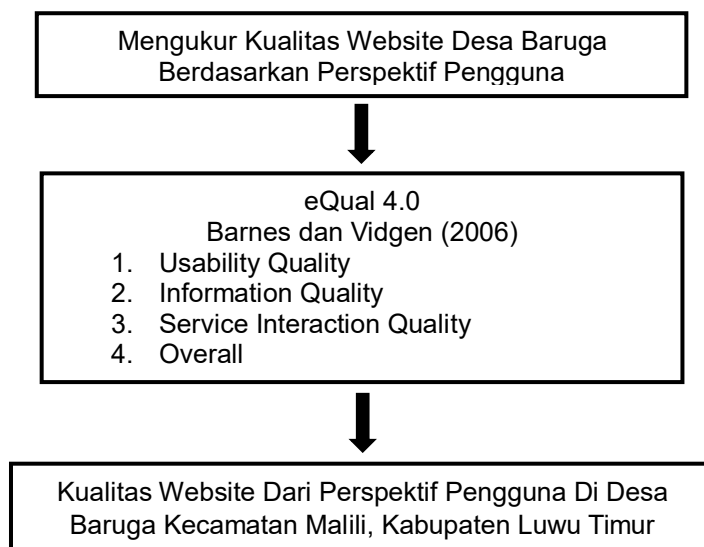 Mengukur Kualitas Website Desa Baruga
Berdasarkan Perspektif Pengguna
eQual 4.0
Barnes dan Vidgen (2006)
1. Usability Quality
2. Information Quality
3. Service Interaction Quality
4. Overall
Kualitas Website Dari Perspektif Pengguna Di Desa
Baruga Kecamatan Malili, Kabupaten Luwu Timur